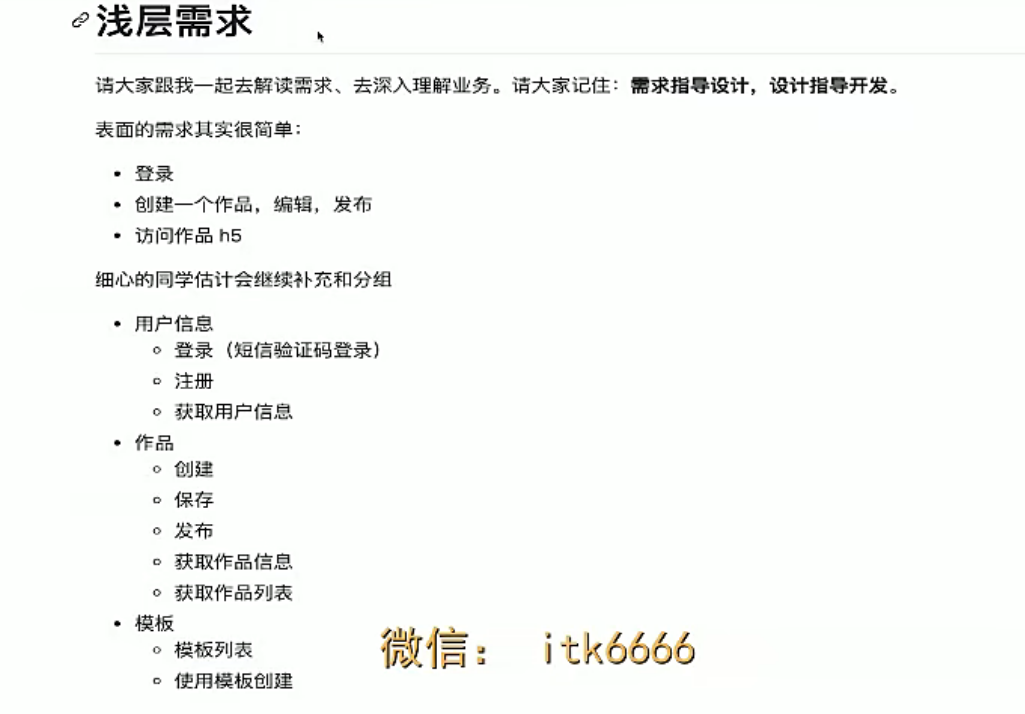 浅层需求
请大家跟我一起去解读需求、去深入理解业务。请大家记住：需求指导设计，设计指导开发。
表面的需求其实很简单：
登录
创建一个作品，编辑，发布
访问作品 h5
细心的同学估计会继续补充和分组
用户信息
登录（短信验证码登录）
注册
获取用户信息
作品
创建
保存
发布
获取作品信息
获取作品列表
模板
模板列表
使用模板创建
微信： itk6666